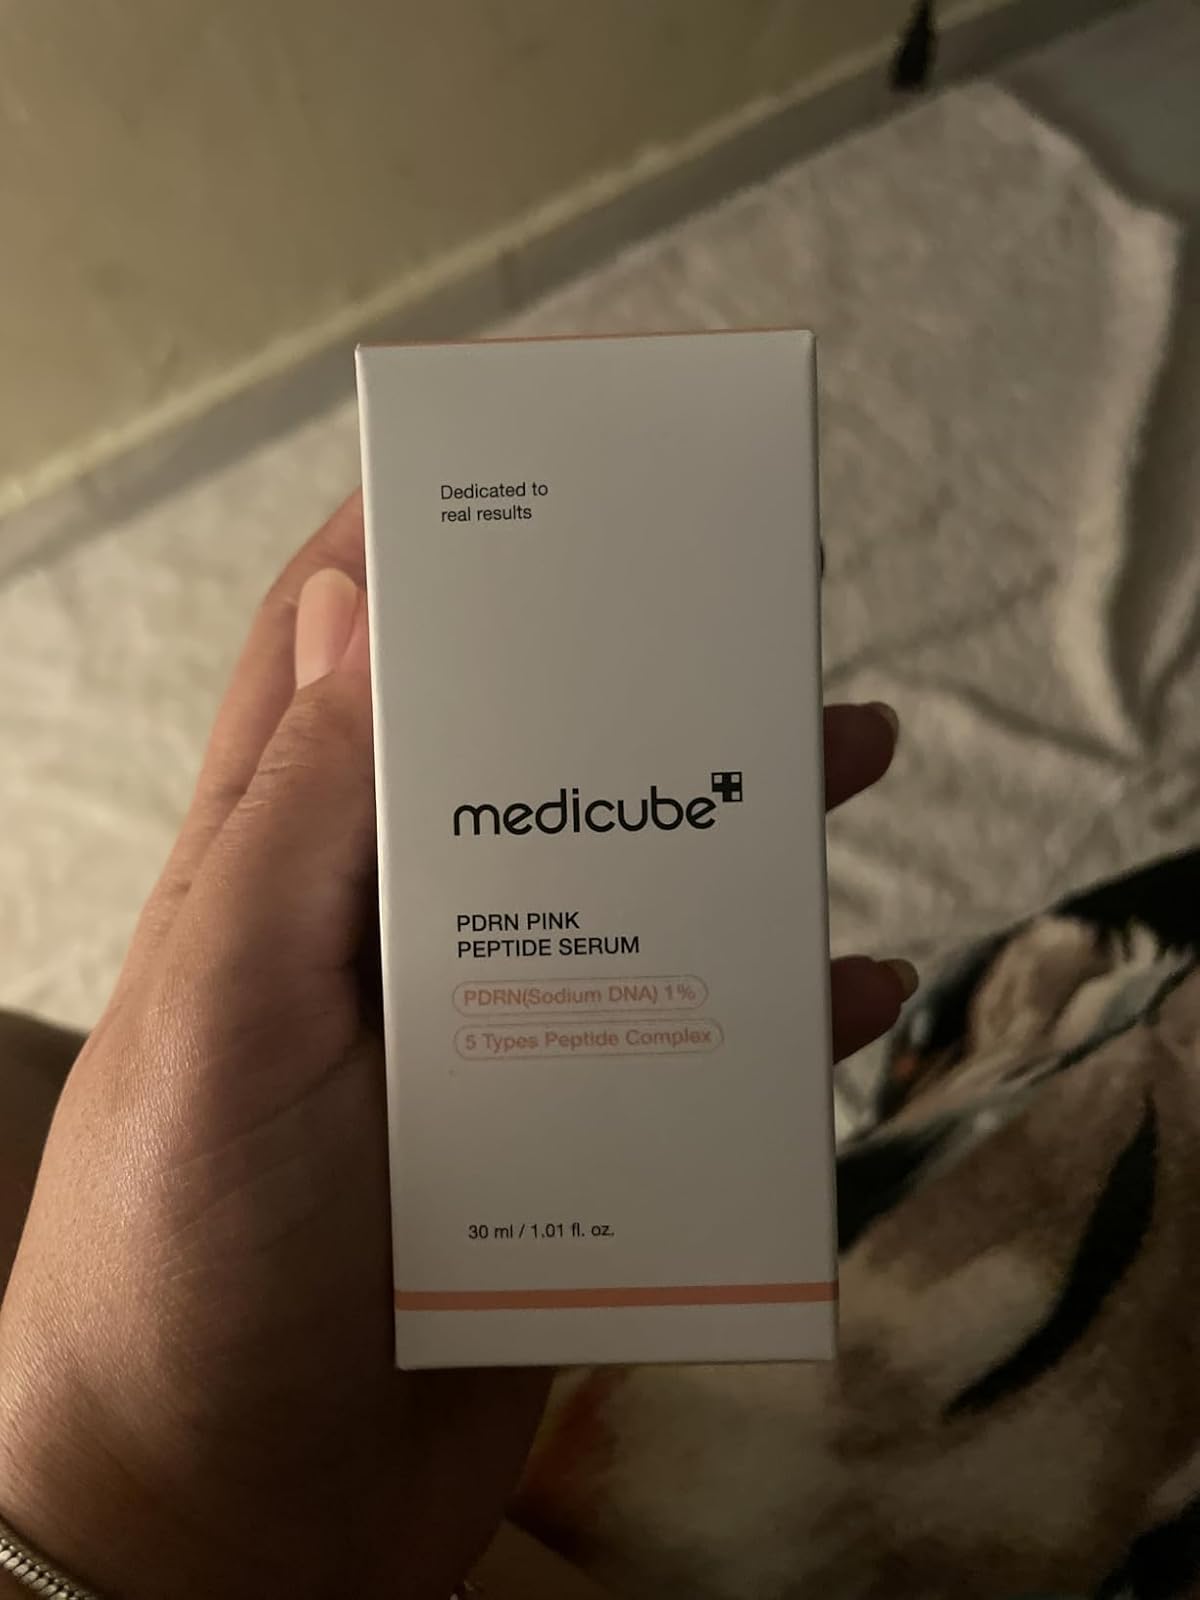 Dedicated to
real results
medicube
PDRN PINK
PEPTIDE SERUM
PDRN(Sodium DNA) 1%
5 Types Peptide Complex
30 ml / 1.01 fl. oz.